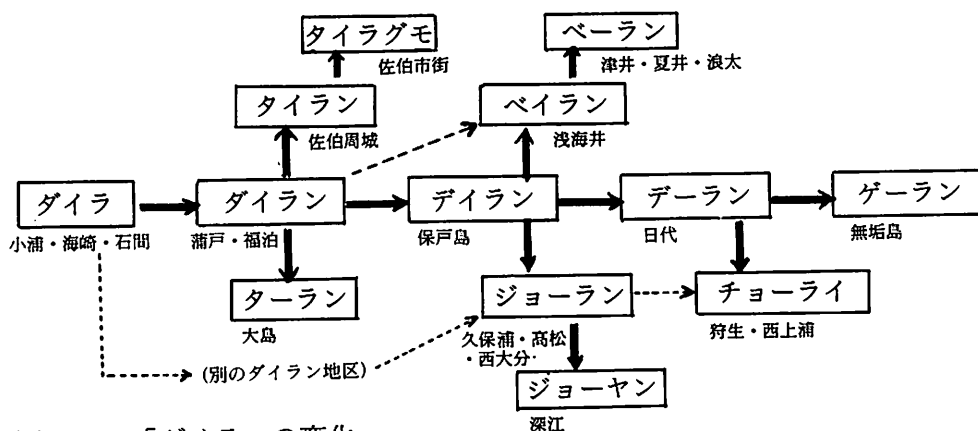 タイラグモ
佐伯市街
ベーラン
津井・夏井・浪太
タイラン
佐伯周城
ベイラン
浅海井
ダイラ
小浦・海崎・石間
ダイラン
蒲戸・福泊
デイラン
保戸島
デーラン
日代
ゲーラン
無垢島
ターラン
大島
ジョーラン
久保浦・高松
・西大分
チョーライ
狩生・西上浦
(別のダイラン地区)
ジョーヤン
深江